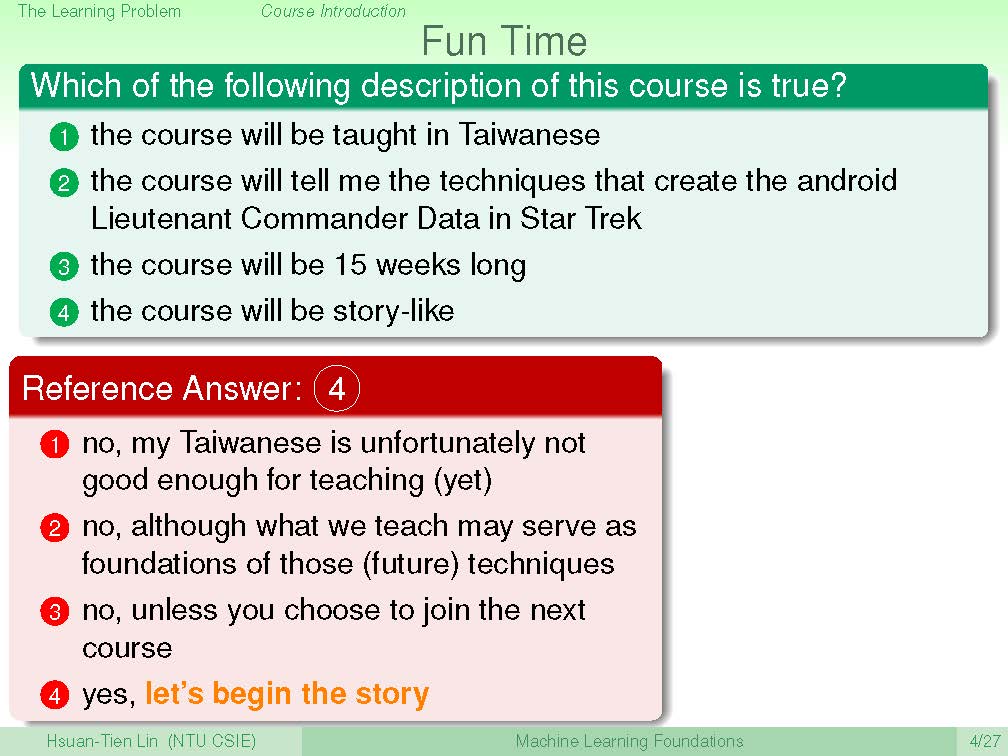 The Learning Problem Course Introduction
Fun Time
Which of the following description of this course is true?
1 the course will be taught in Taiwanese
2 the course will tell me the techniques that create the android
Lieutenant Commander Data in Star Trek
3 the course will be 15 weeks long
4 the course will be story-like
Reference Answer: 4
1 no, my Taiwanese is unfortunately not
good enough for teaching (yet)
2 no, although what we teach may serve as
foundations of those (future) techniques
3 no, unless you choose to join the next
course
4 yes, let's begin the story
Hsuan-Tien Lin (NTU CSIE) Machine Learning Foundations 4/27